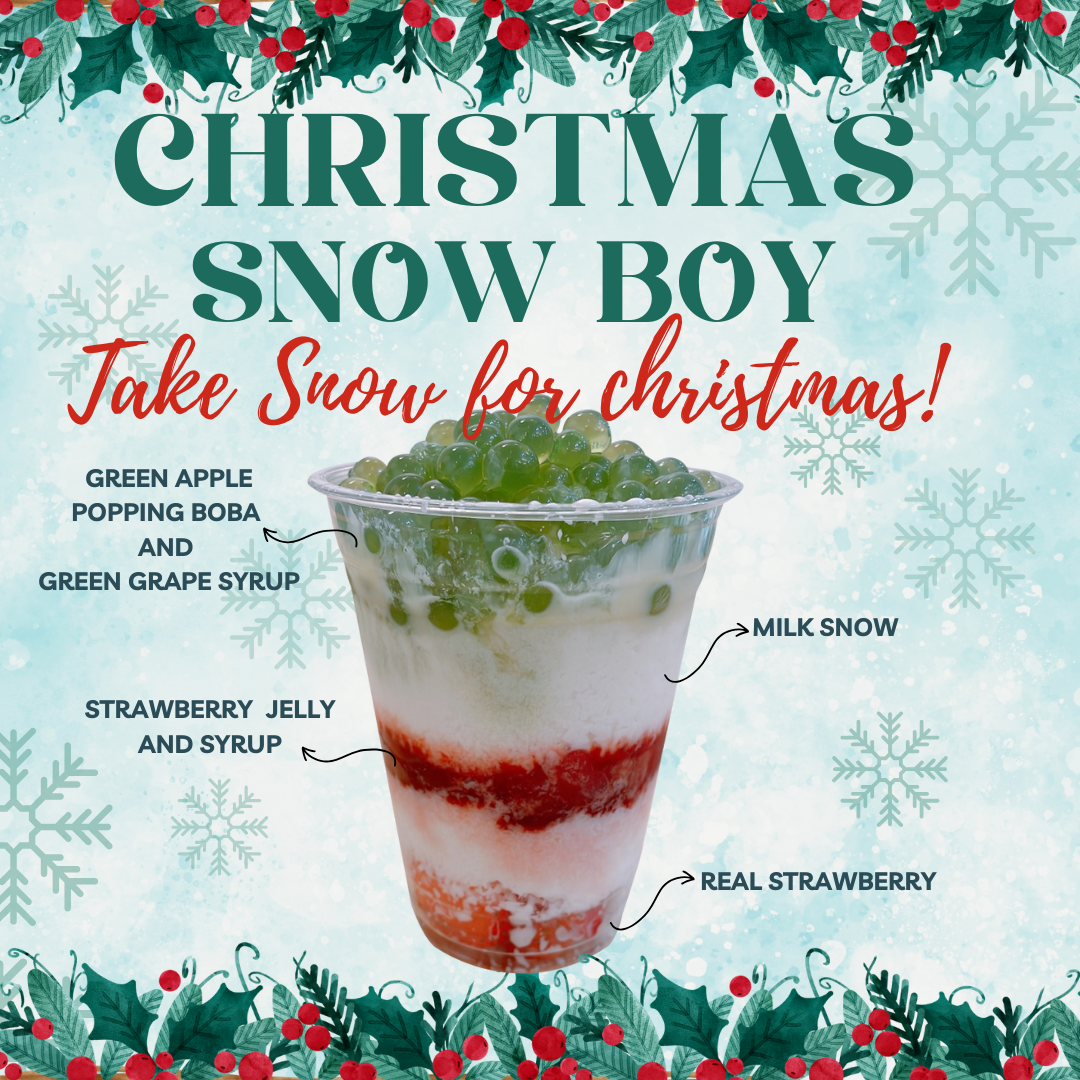 CHRISTMAS
SNOW BOY
Take Snow for christmas!
GREEN APPLE
POPPING BOBA
AND
GREEN GRAPE SYRUP
MILK SNOW
STRAWBERRY JELLY
AND SYRUP
REAL STRAWBERRY